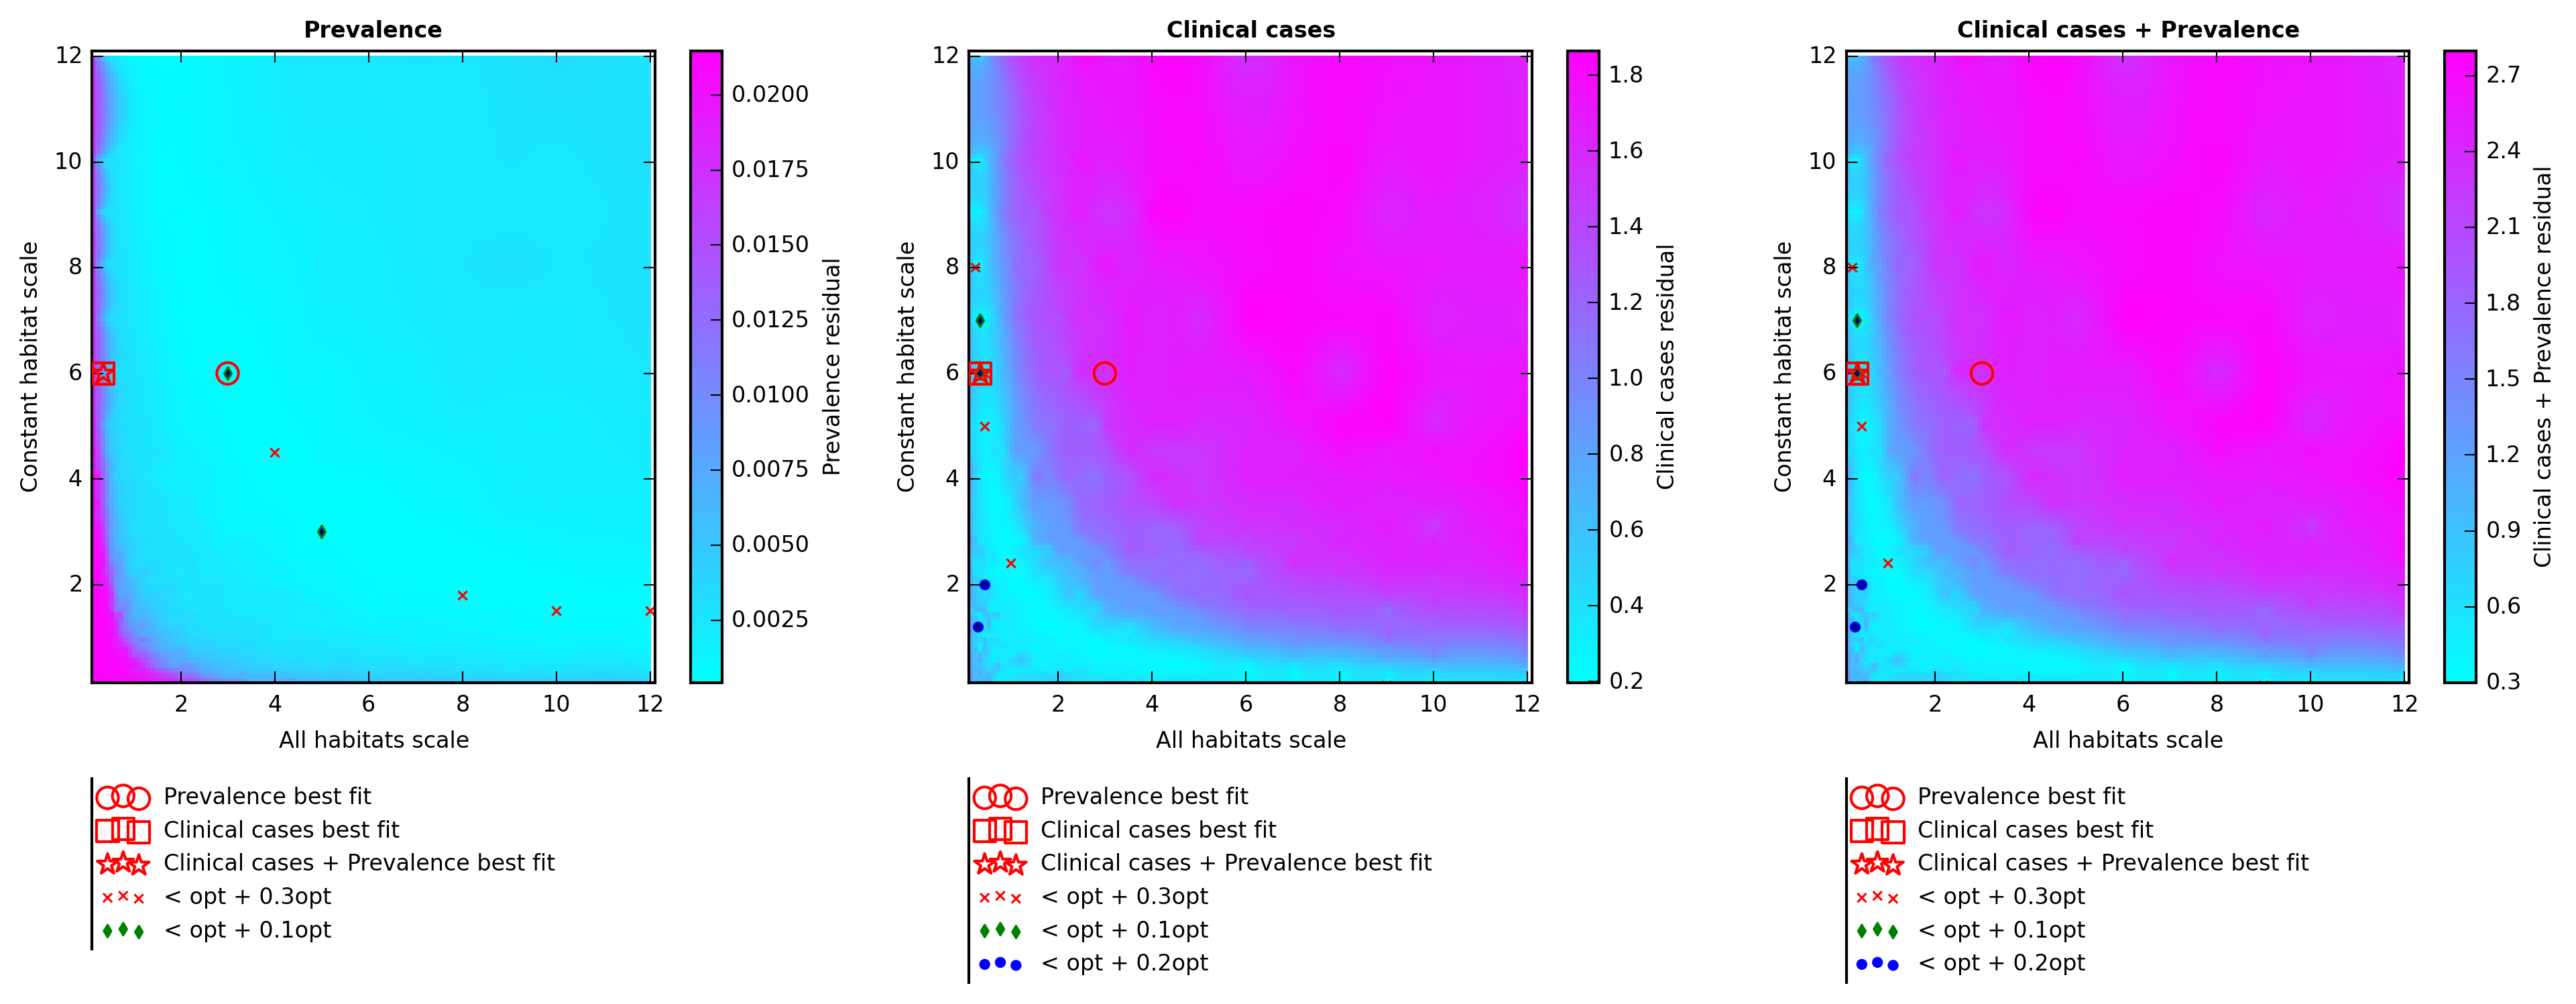 Prevalence
Constant habitat scale
12
10
8
6
4
2
2 4 6 8 10 12
All habitats scale
0.0200
0.0175
0.0150
0.0125
0.0100
0.0075
0.0050
0.0025
Prevalence residual
Prevalence best fit
Clinical cases best fit
Clinical cases + Prevalence best fit
< opt + 0.3opt
< opt + 0.1opt
Clinical cases
Constant habitat scale
12
10
8
6
4
2
2 4 6 8 10 12
All habitats scale
1.8
1.6
1.4
1.2
1.0
0.8
0.6
0.4
0.2
Clinical cases residual
Prevalence best fit
Clinical cases best fit
Clinical cases + Prevalence best fit
< opt + 0.3opt
< opt + 0.1opt
< opt + 0.2opt
Clinical cases + Prevalence
Constant habitat scale
12
10
8
6
4
2
2 4 6 8 10 12
All habitats scale
2.7
2.4
2.1
1.8
1.5
1.2
0.9
0.6
0.3
Clinical cases + Prevalence residual
Prevalence best fit
Clinical cases best fit
Clinical cases + Prevalence best fit
< opt + 0.3opt
< opt + 0.1opt
< opt + 0.2opt